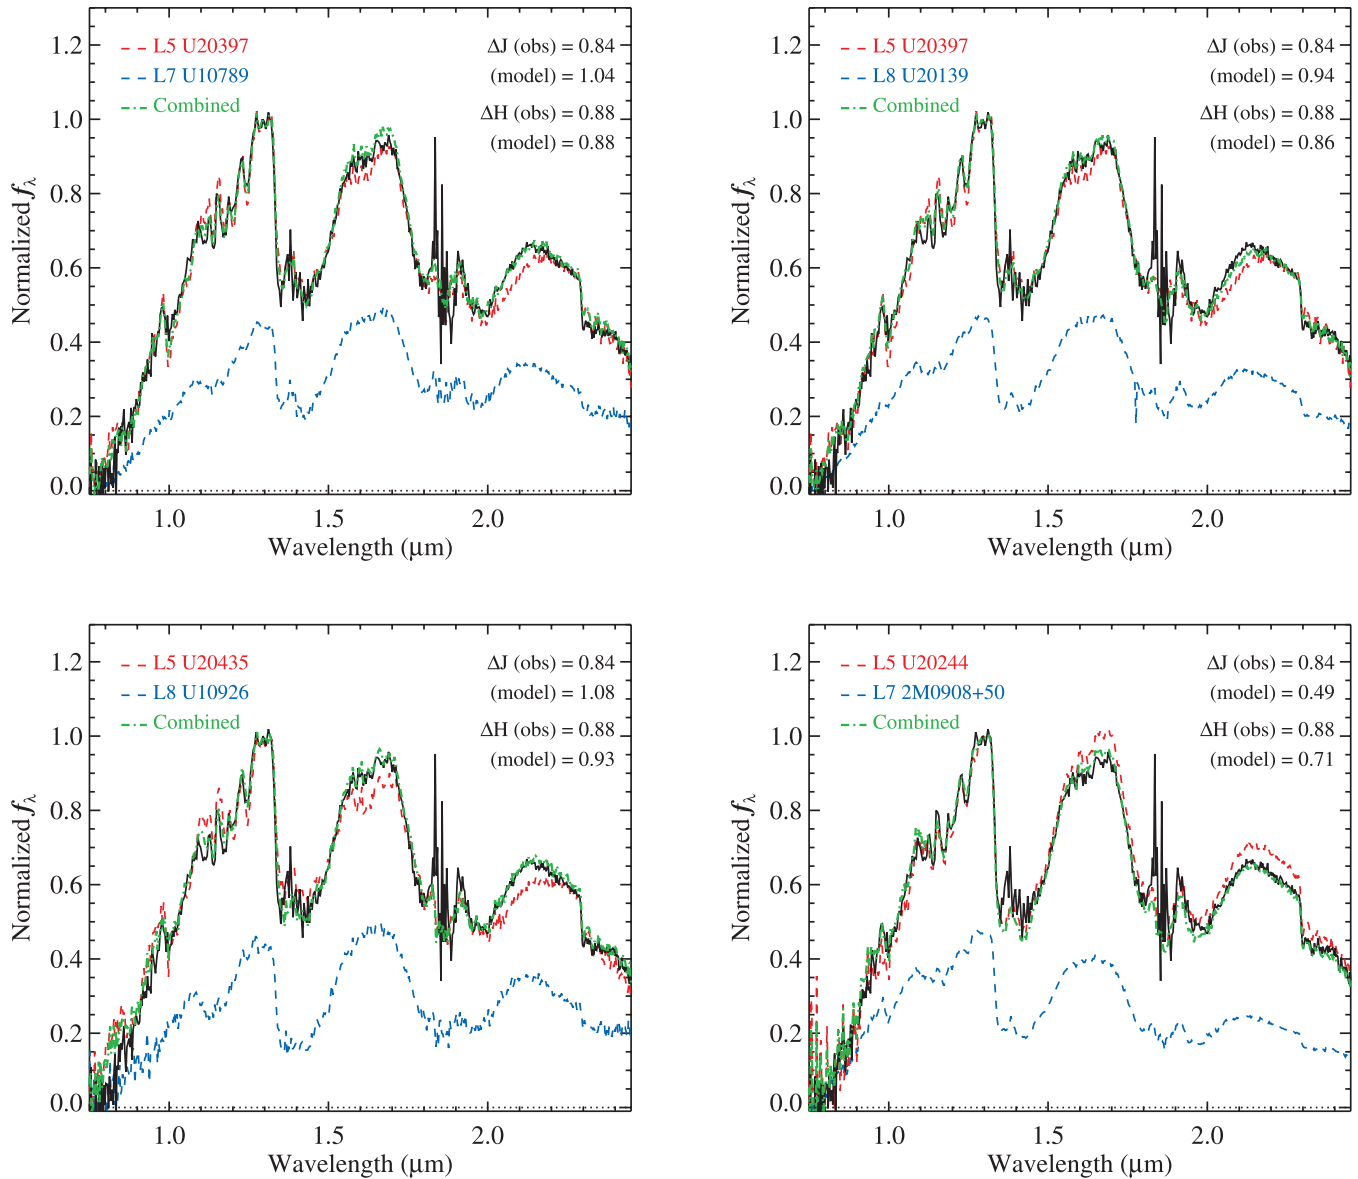 L5 U20397
L7 U10789
Combined
ΔJ (obs) = 0.84
(model) = 1.04
ΔH (obs) = 0.88
(model) = 0.88
1.2
1.0
0.8
0.6
0.4
0.2
0.0
Normalized fλ
1.0 1.5 2.0
Wavelength (μm)
L5 U20397
L8 U20139
Combined
ΔJ (obs) = 0.84
(model) = 0.94
ΔH (obs) = 0.88
(model) = 0.86
1.2
1.0
0.8
0.6
0.4
0.2
0.0
Normalized fλ
1.0 1.5 2.0
Wavelength (μm)
L5 U20435
L8 U10926
Combined
ΔJ (obs) = 0.84
(model) = 1.08
ΔH (obs) = 0.88
(model) = 0.93
1.2
1.0
0.8
0.6
0.4
0.2
0.0
Normalized fλ
1.0 1.5 2.0
Wavelength (μm)
L5 U20244
L7 2M0908+50
Combined
ΔJ (obs) = 0.84
(model) = 0.49
ΔH (obs) = 0.88
(model) = 0.71
1.2
1.0
0.8
0.6
0.4
0.2
0.0
Normalized fλ
1.0 1.5 2.0
Wavelength (μm)